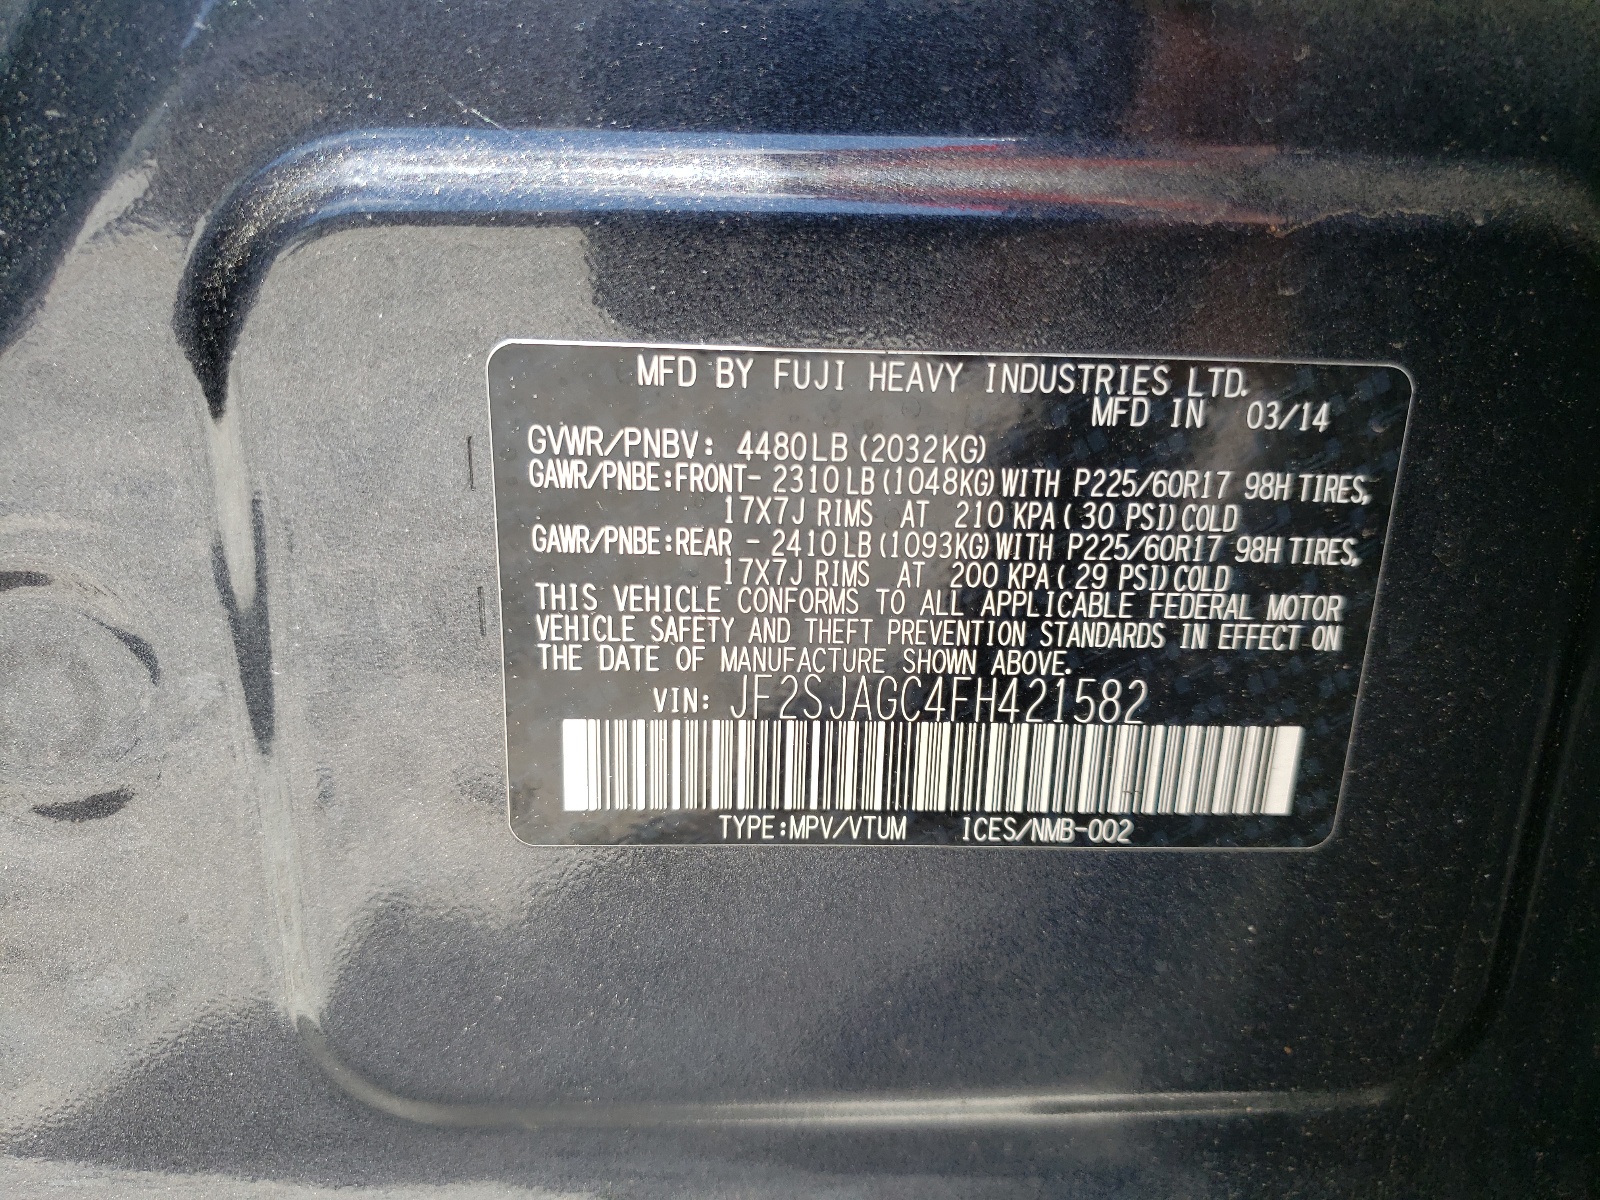 MFD BY FUJI HEAVY INDUSTRIES LTD.
MFD IN 03/14
GVWR/PNBV: 4480LB (2032KG)
GAWR/PNBE:FRONT- 2310LB (1048KG) WITH P225/60R17 98H TIRES,
17X7J RIMS AT 210 KPA ( 30 PSI) COLD
GAWR/PNBE:REAR - 2410LB (1093KG) WITH P225/60R17 98H TIRES,
17X7J RIMS AT 200 KPA ( 29 PSI) COLD
THIS VEHICLE CONFORMS TO ALL APPLICABLE FEDERAL MOTOR
VEHICLE SAFETY AND THEFT PREVENTION STANDARDS IN EFFECT ON
THE DATE OF MANUFACTURE SHOWN ABOVE.
VIN: JF2SJAGC4FH421582
TYPE:MPV/VTUM ICES/NMB-002